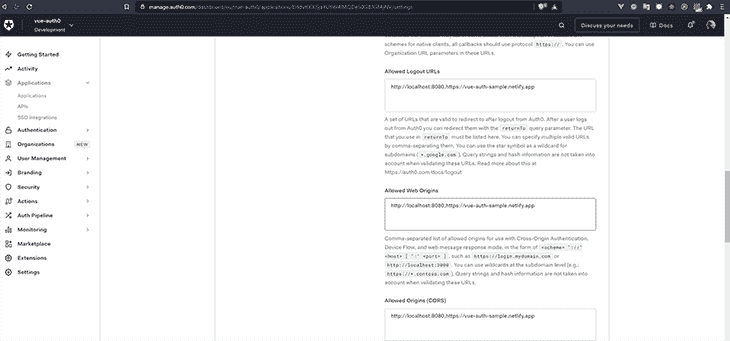 manage.auth0.com/dashboard/
vue-auth0
Development
Discuss your needs
Docs
Getting Started
Activity
Applications
Applications
APIs
SSO Integrations
Authentication
Organizations NEW
User Management
Branding
Security
Actions
Auth Pipeline
Monitoring
Marketplace
Extensions
Settings
schemes for native clients, all callbacks should use protocol https:// . You can use
Organisation URL parameters in these URLs.
Allowed Logout URLs
http://localhost:8080,https://vue-auth-sample.netlify.app
A set of URLs that are valid to redirect to after logout from Auth0. After a user logs
out from Auth0 you can redirect them with the returnTo query parameter. The URL
that you use in returnTo must be listed here. You can specify multiple valid URLs
by comma-separating them. You can use the star symbol as a wildcard for
subdomains ( *.google.com ). Query strings and hash information are not taken into
account when validating these URLs. Read more about this at
https://auth0.com/docs/logout
Allowed Web Origins
http://localhost:8080,https://vue-auth-sample.netlify.app
Comma-separated list of allowed origins for use with Cross-Origin Authentication,
Device Flow, and web message response mode, in the form of <scheme> "://"
<host> [ ":" <port> ] , such as https://login.mydomain.com or
http://localhost:3000 . You can use wildcards at the subdomain level (e.g.:
https://*.contoso.com ). Query strings and hash information are not taken into
account when validating these URLs.
Allowed Origins (CORS)
http://localhost:8080,https://vue-auth-sample.netlify.app